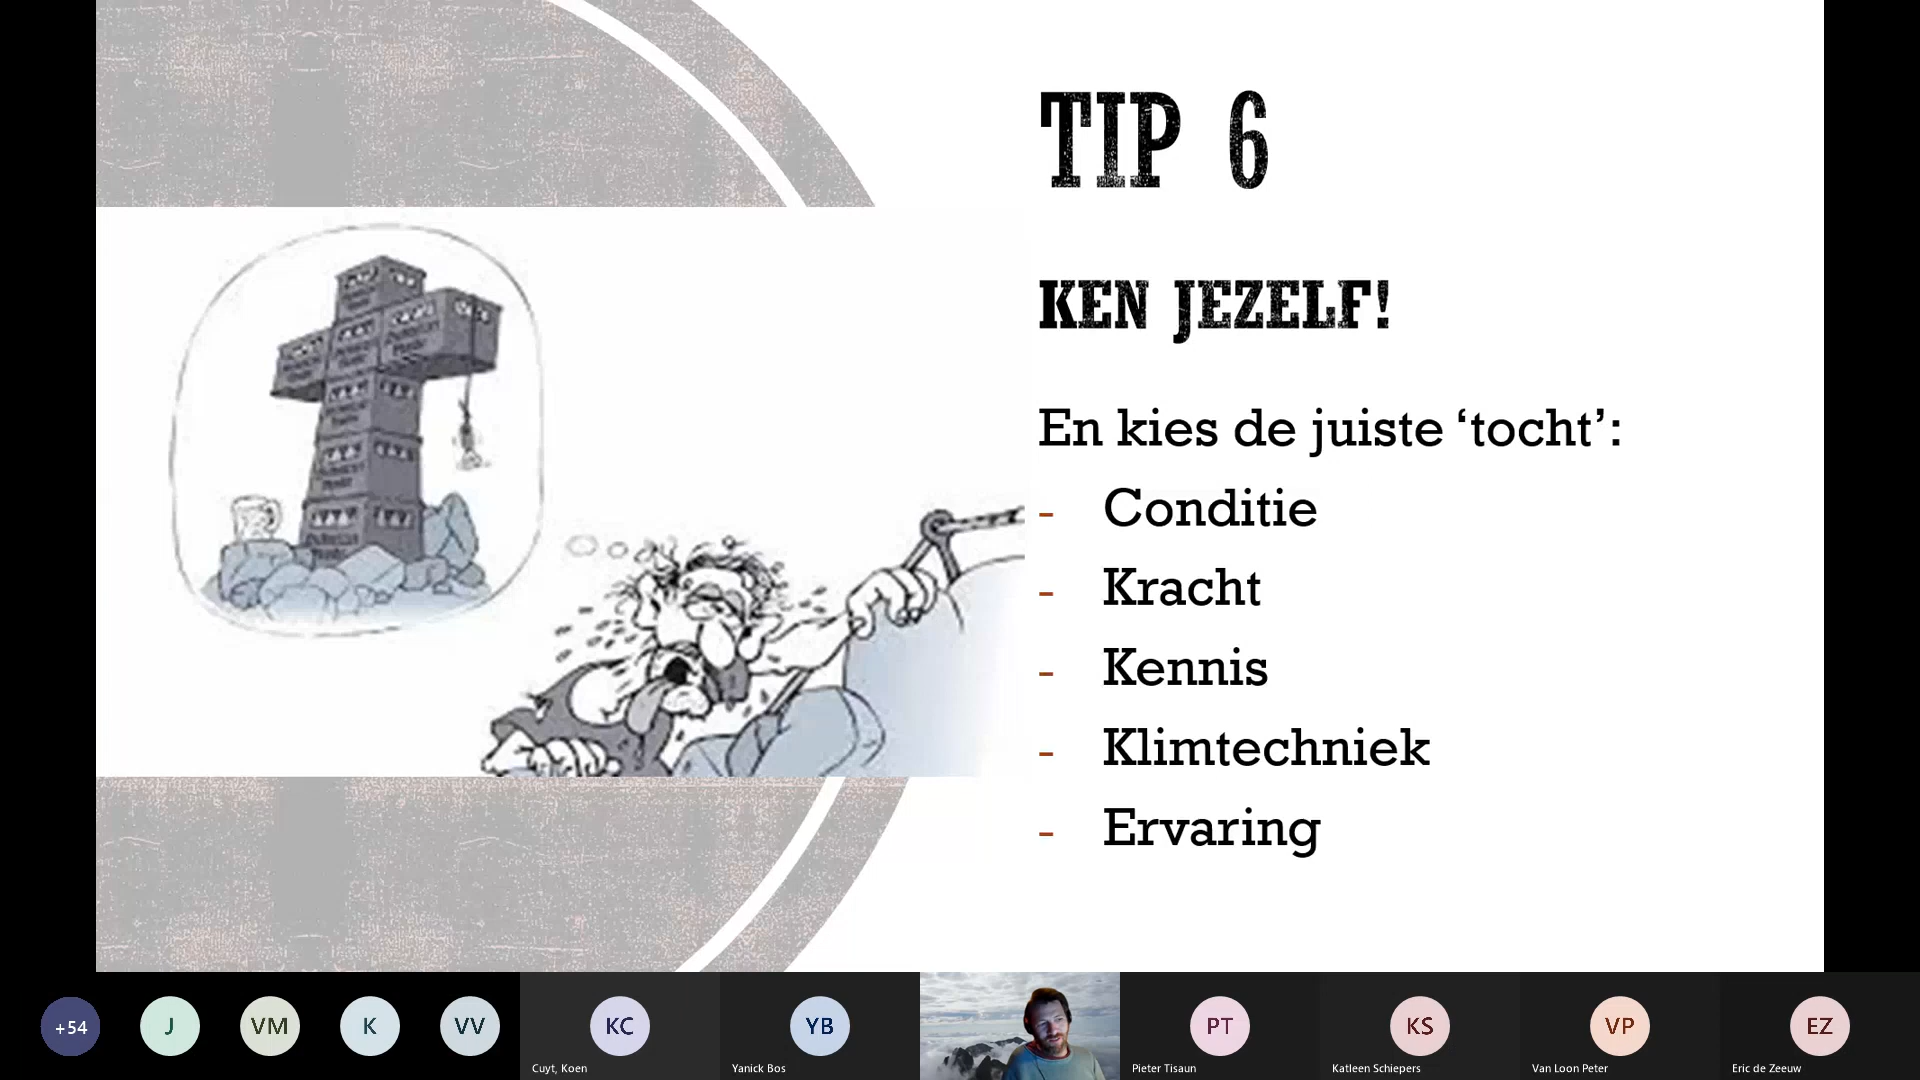 TIP 6
KEN JEZELF!
En kies de juiste ‘tocht’:
- Conditie
- Kracht
- Kennis
- Klimtechniek
- Ervaring
+54
J
VM
K
VV
KC
YB
PT
KS
VP
EZ
Cuyt, Koen
Yanick Bos
Pieter Tisaun
Katleen Schiepers
Van Loon Peter
Eric de Zeeuw